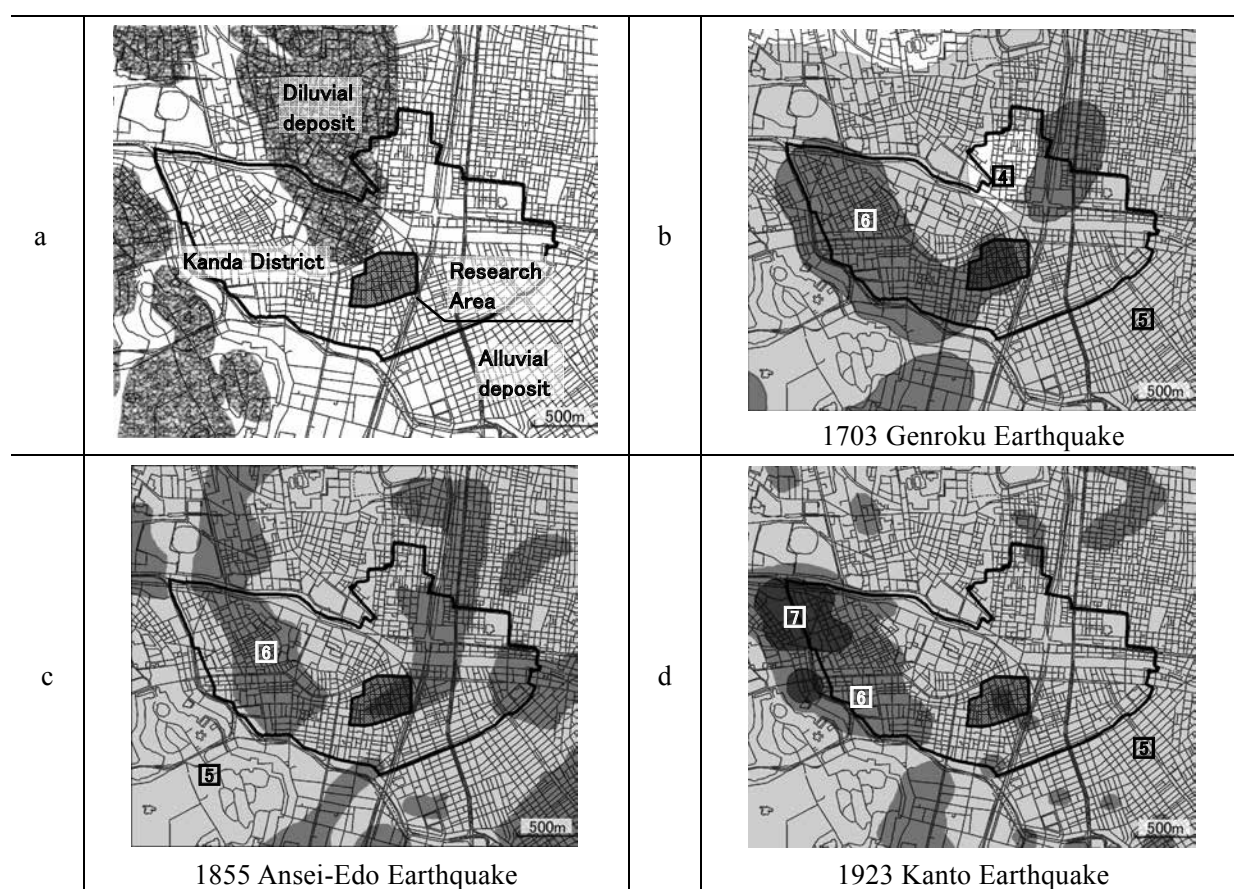 a
Diluvial
deposit
Kanda District
Research
Area
4
Alluvial
deposit
500m
b
4
6
5
500m
1703 Genroku Earthquake
c
6
5
500m
1855 Ansei-Edo Earthquake
d
7
6
5
500m
1923 Kanto Earthquake